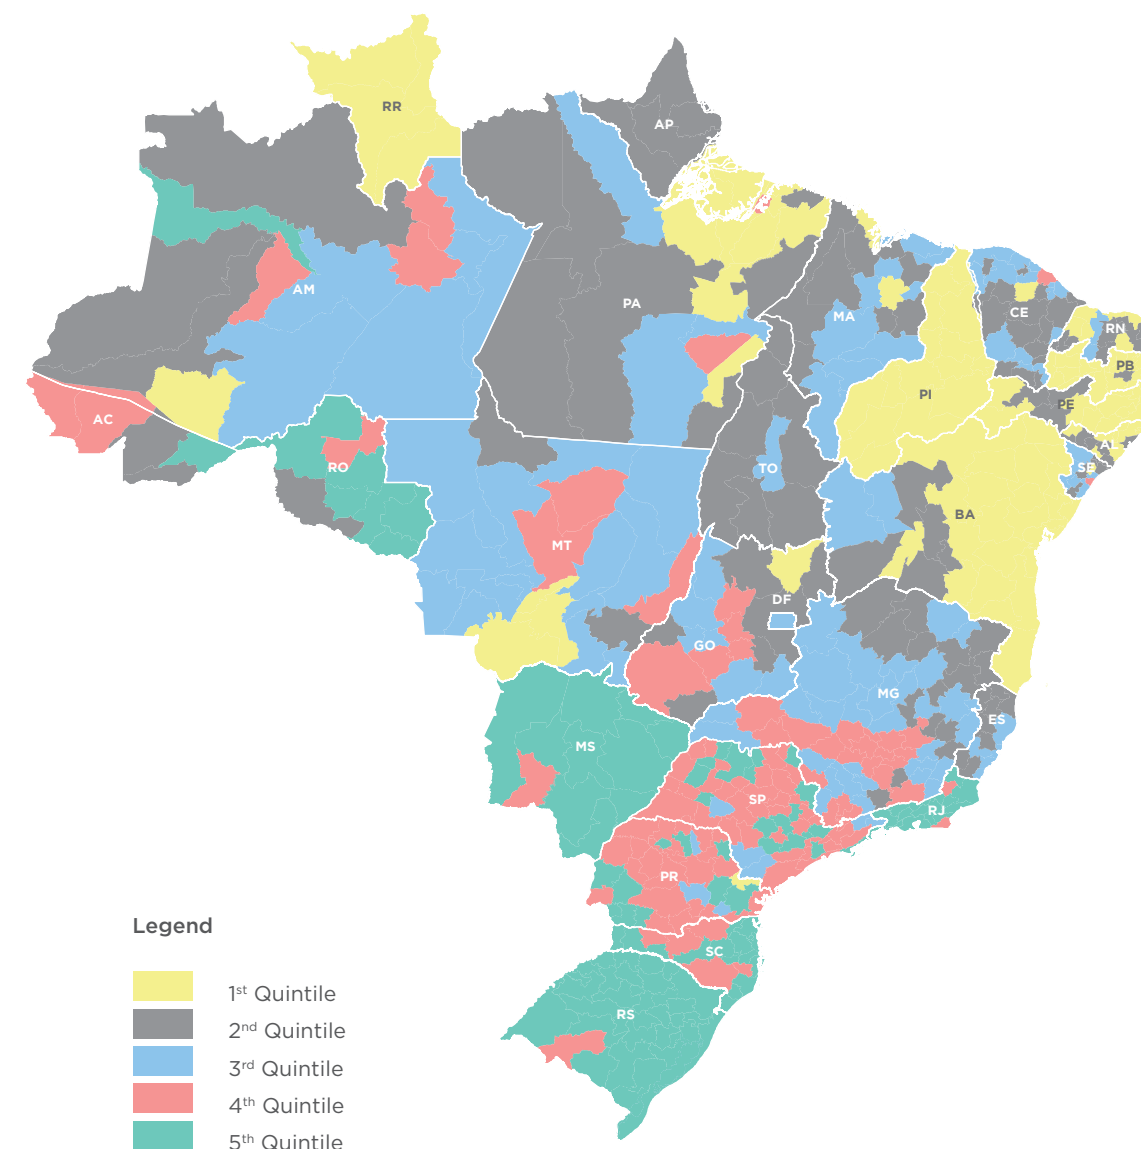 RR
AP
AM
PA
MA
CE
RN
PB
PI
PE
AL
AC
RO
TO
SE
BA
MT
DF
GO
MG
ES
MS
SP
RJ
PR
SC
RS
Legend
1st Quintile
2nd Quintile
3rd Quintile
4th Quintile
5th Quintile